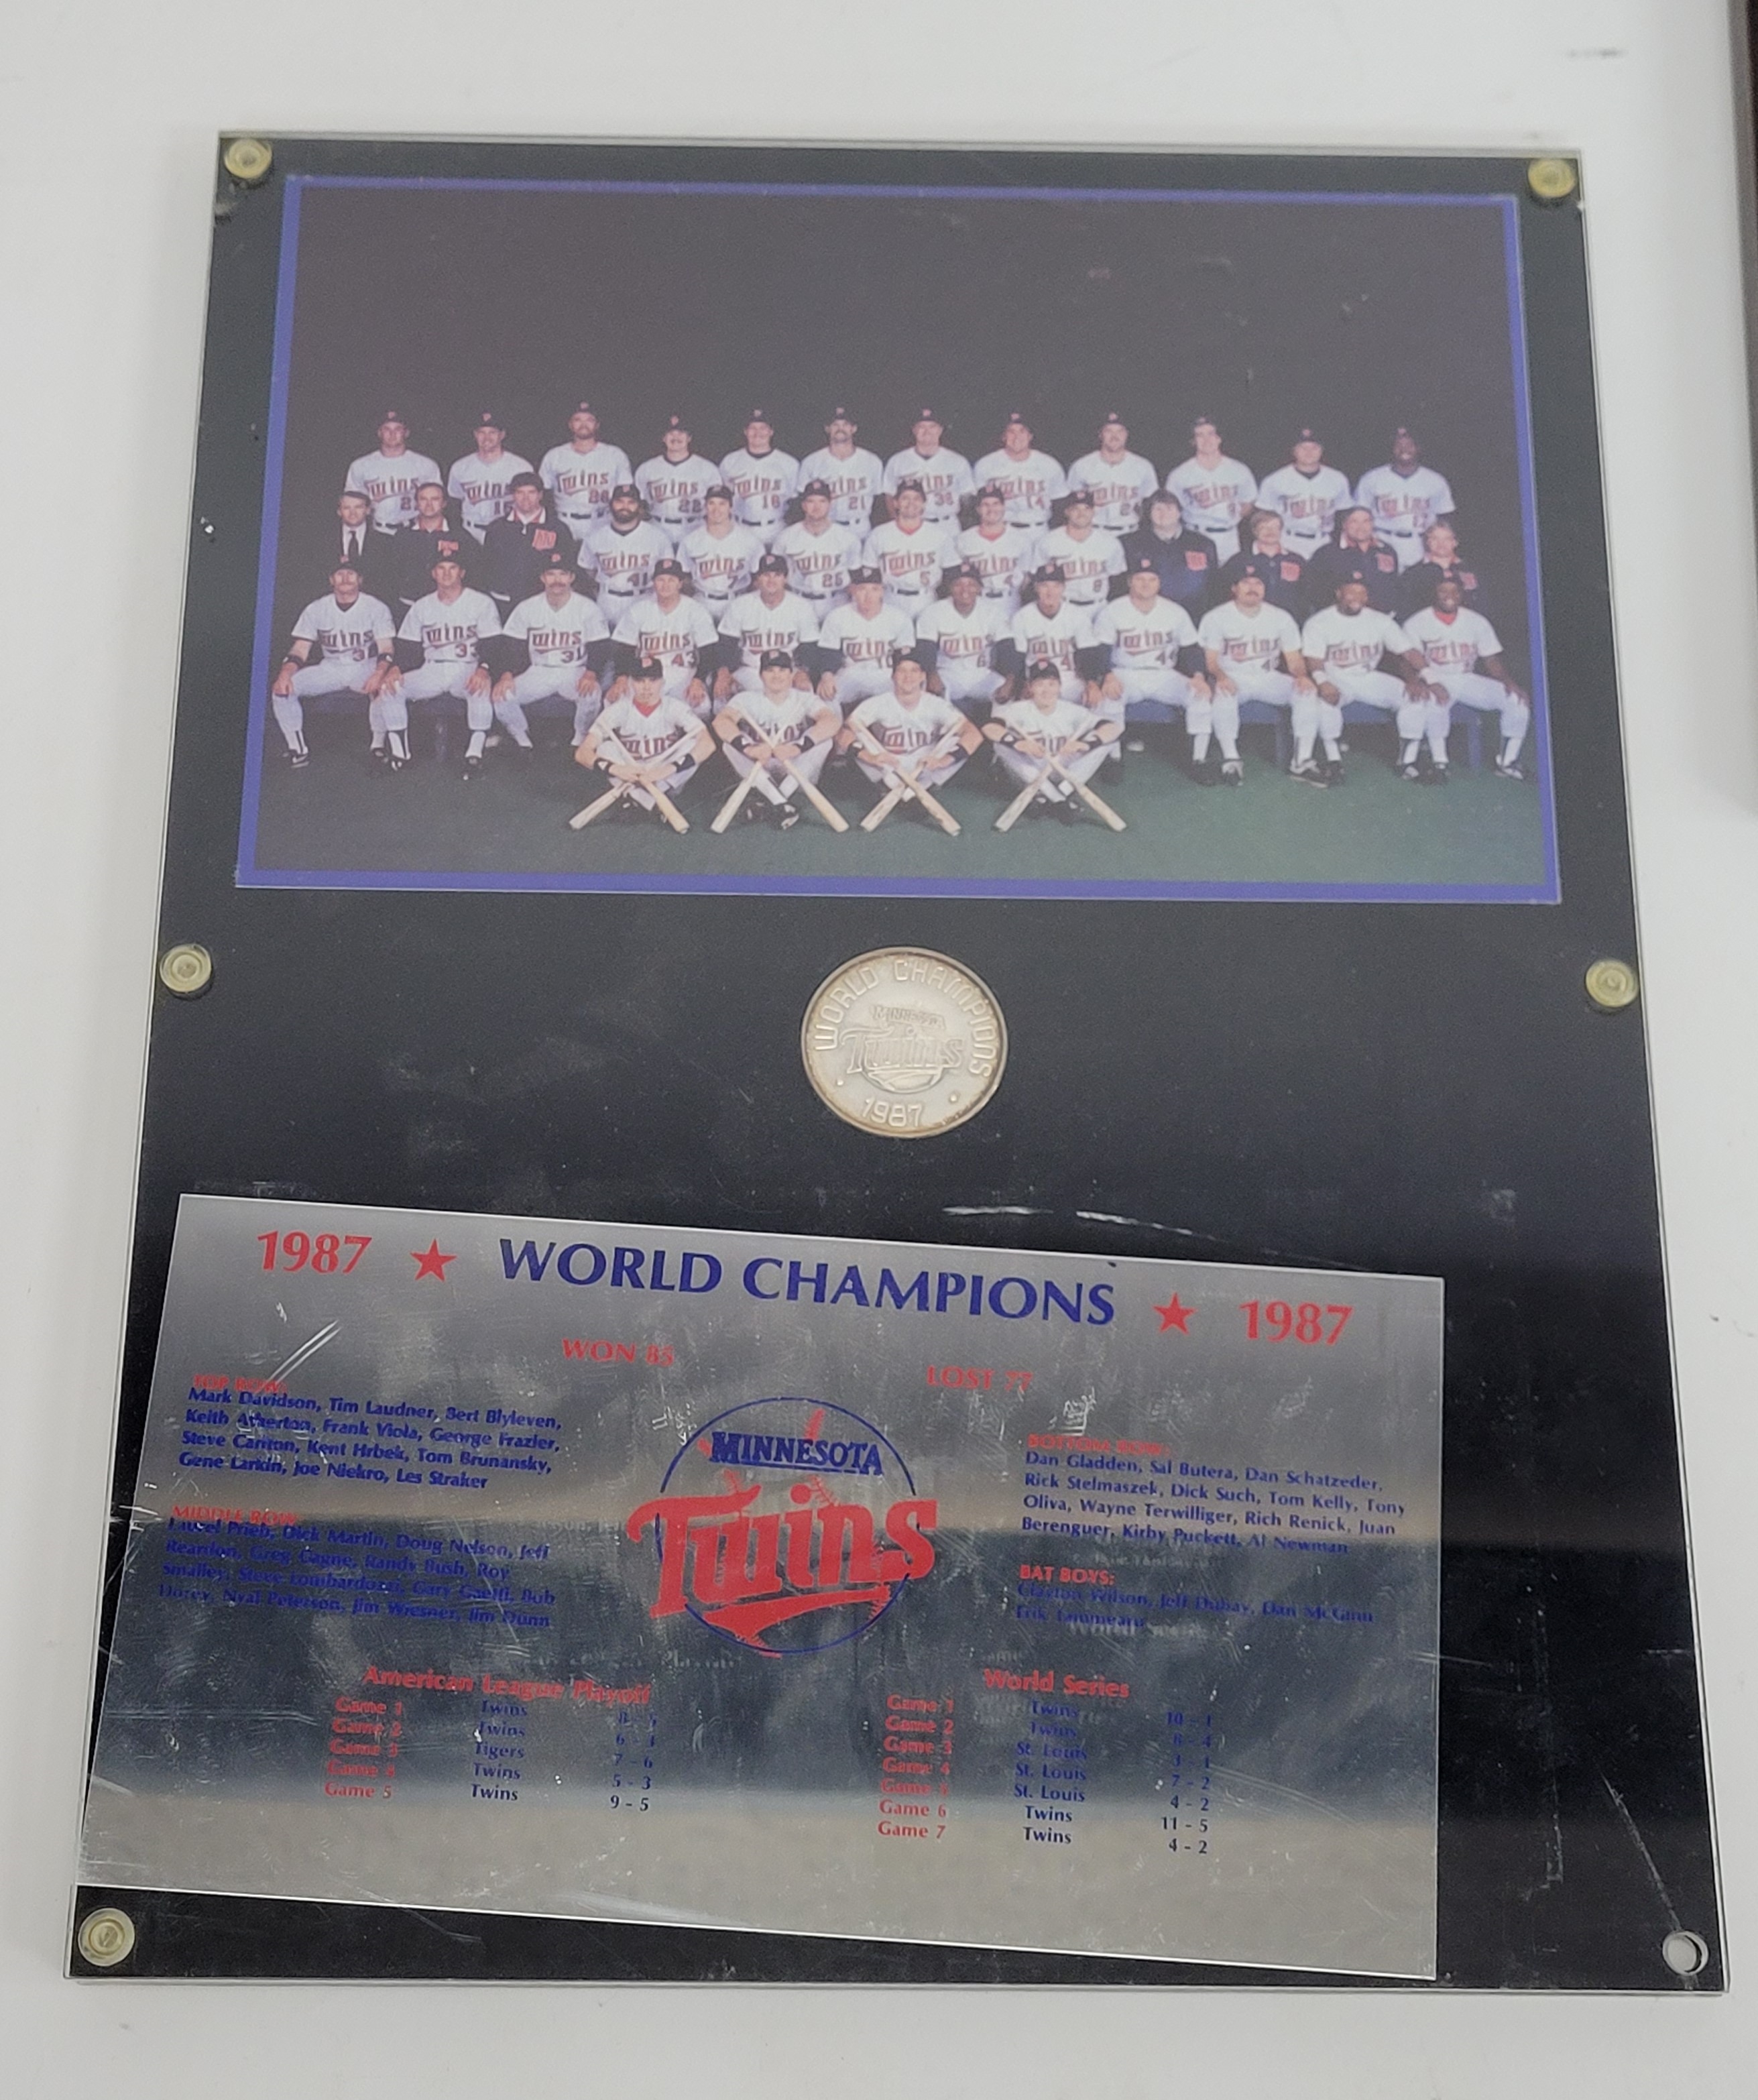 WORLD CHAMPIONS
MINNESOTA
Twins
1987
1987 ★ WORLD CHAMPIONS ★ 1987
WON 85
LOST 77
TOP ROW:
Mark Davidson, Tim Laudner, Bert Blyleven,
Keith Atherton, Frank Viola, George Frazier,
Steve Carlton, Kent Hrbek, Tom Brunansky,
Gene Larkin, Joe Niekro, Les Straker
MIDDLE ROW:
Laurel Prieb, Dick Martin, Doug Nelson, Jeff
Reardon, Greg Gagne, Randy Bush, Roy
Smalley, Steve Lombardozzi, Gary Gaetti, Bob
Dorey, Nyal Peterson, Jim Wiesner, Jim Dunn
MINNESOTA
Twins
BOTTOM ROW:
Dan Gladden, Sal Butera, Dan Schatzeder,
Rick Stelmaszek, Dick Such, Tom Kelly, Tony
Oliva, Wayne Terwilliger, Rich Renick, Juan
Berenguer, Kirby Puckett, Al Newman
BAT BOYS:
Wilson, Jeff Dubay, Dan McGinn
Erik
American League Playoff
Game 1 Twins 8 - 5
Game 2 Twins 6 - 3
Game 3 Tigers 7 - 6
Game 4 Twins 5 - 3
Game 5 Twins 9 - 5
World Series
Game 1 Twins 10 - 1
Game 2 Twins 8 - 4
Game 3 St. Louis 3 - 1
Game 4 St. Louis 7 - 2
Game 5 St. Louis 4 - 2
Game 6 Twins 11 - 5
Game 7 Twins 4 - 2